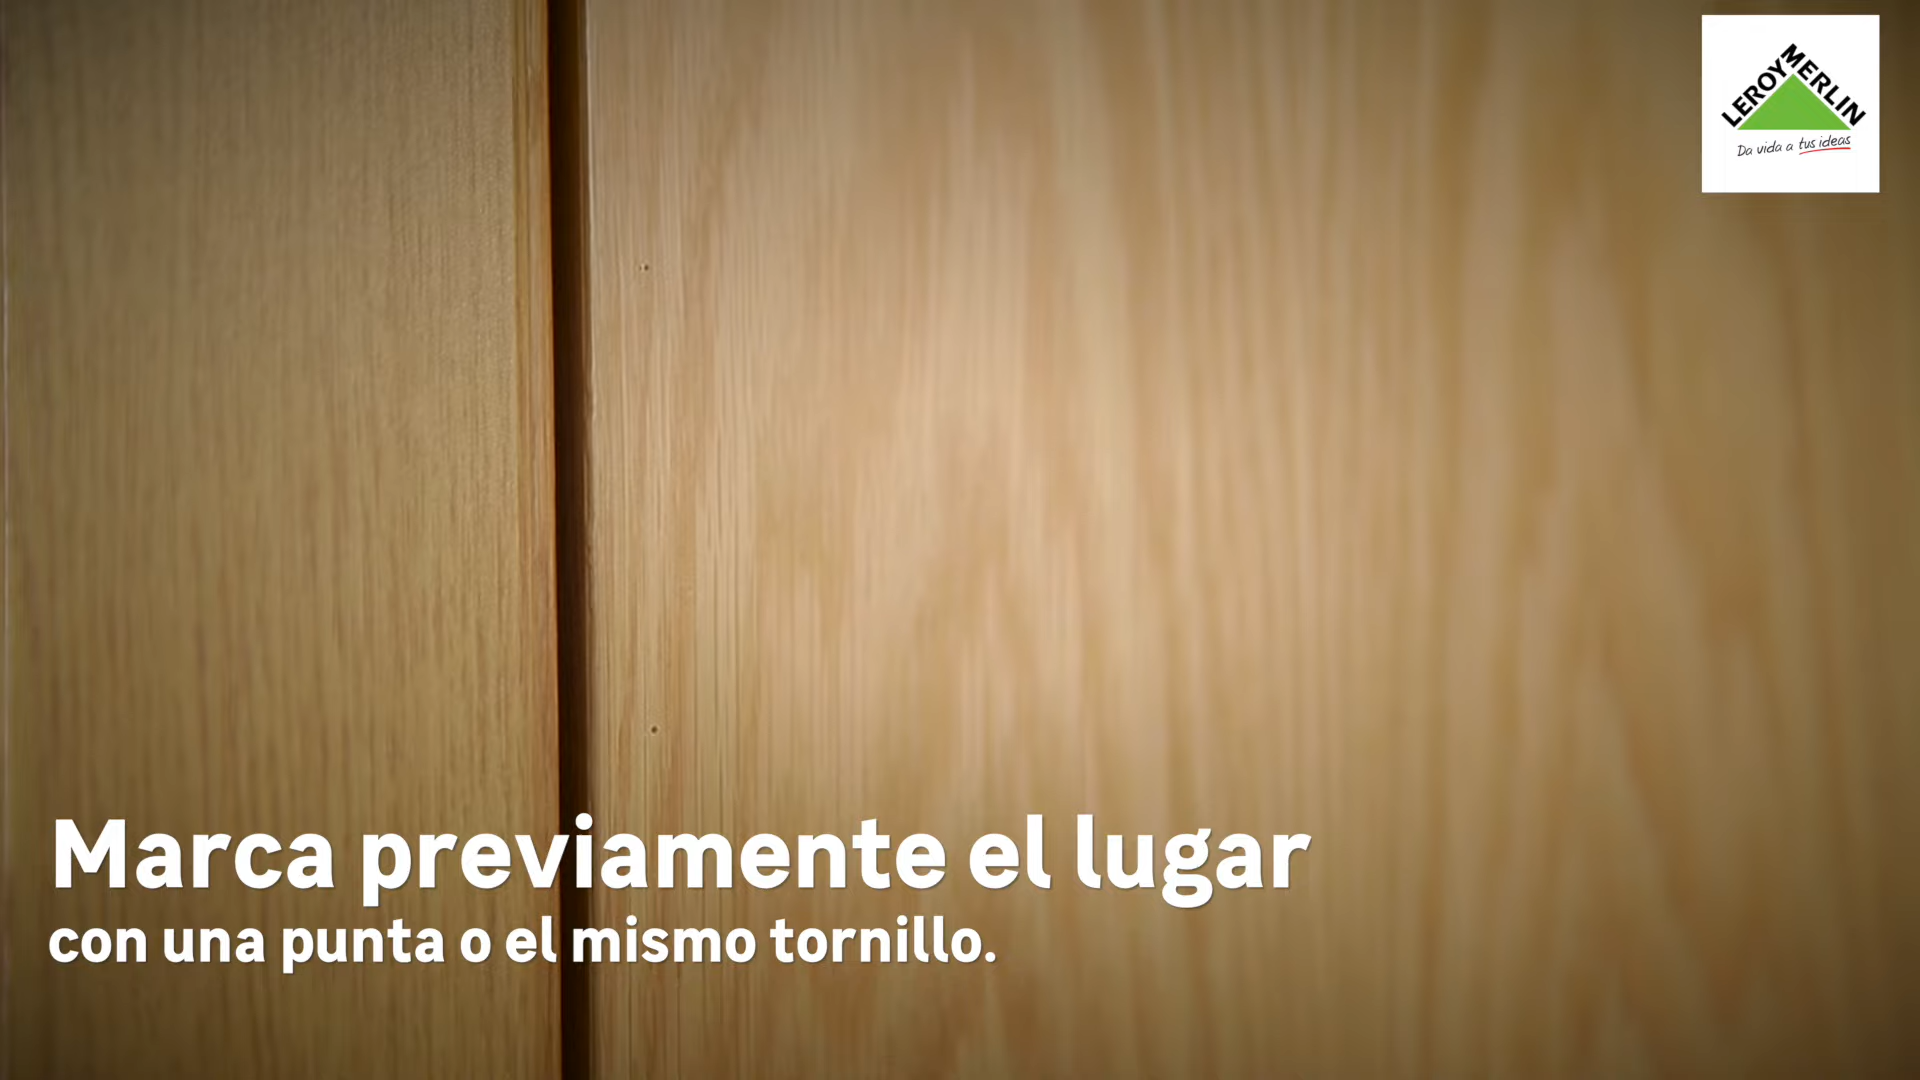 LEROY MERLIN
Da vida a tus ideas
Marca previamente el lugar
con una punta o el mismo tornillo.